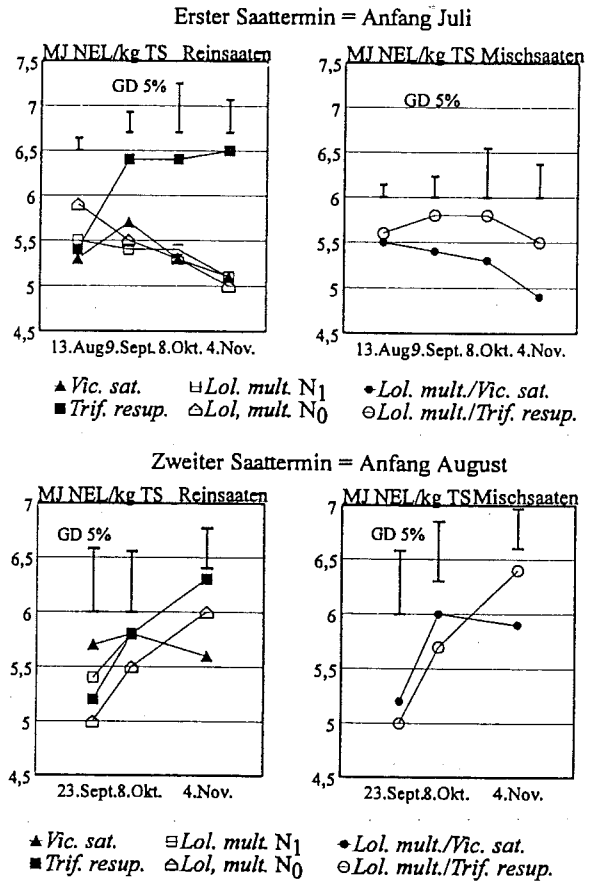 Erster Saattermin = Anfang Juli
MJ NEL/kg TS Reinsaaten
7,5
GD 5%
7
6,5
6
5,5
5
4,5
13.Aug9.Sept. 8.Okt. 4.Nov.
MJ NEL/kg TS Mischsaaten
7,5
GD 5%
7
6,5
6
5,5
5
4,5
13.Aug9.Sept. 8.Okt. 4.Nov.
Vic. sat. Lol. mult. N1 Lol. mult./Vic. sat.
Trif. resup. Lol, mult. N0 Lol. mult./Trif. resup.
Zweiter Saattermin = Anfang August
MJ NEL/kg TS Reinsaaten
7
GD 5%
6,5
6
5,5
5
4,5
23.Sept.8.Okt. 4.Nov.
MJ NEL/kg TS Mischsaaten
7
GD 5%
6,5
6
5,5
5
4,5
23.Sept.8.Okt. 4.Nov.
Vic. sat. Lol. mult. N1 Lol. mult./Vic. sat.
Trif. resup. Lol, mult. N0 Lol. mult./Trif. resup.